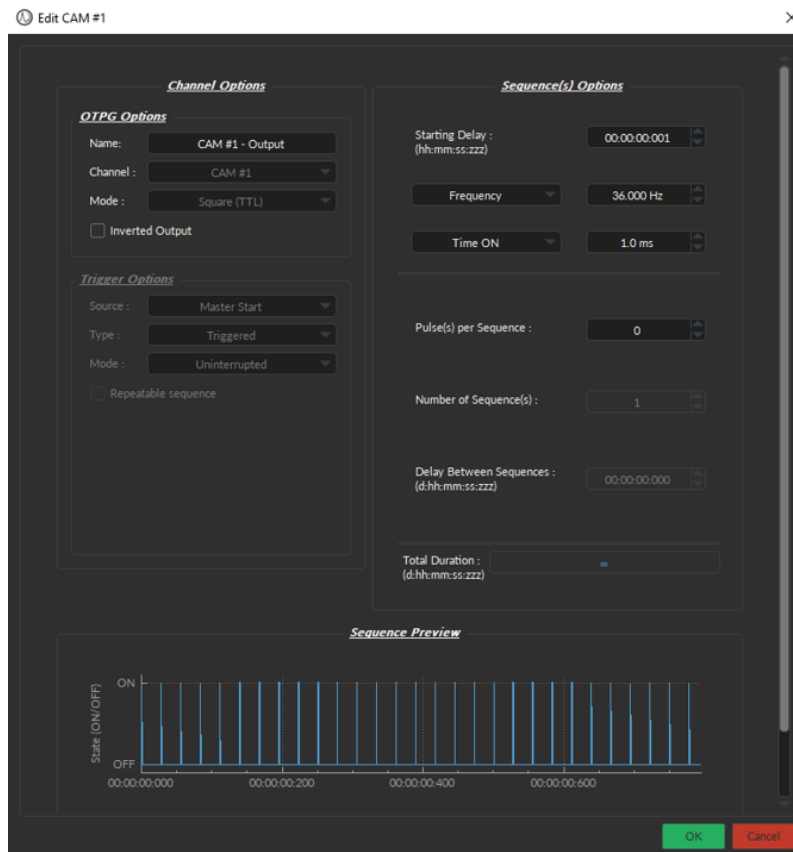 Edit CAM #1
Channel Options
OTPG Options
Name:
CAM #1 - Output
Channel :
CAM #1
Mode :
Square (TTL)
Inverted Output
Trigger Options
Source :
Master Start
Type :
Triggered
Mode :
Uninterrupted
Repeatable sequence
Sequence(s) Options
Starting Delay :
(hh:mm:ss:zzz)
00:00:00:001
Frequency
36.000 Hz
Time ON
1.0 ms
Pulse(s) per Sequence :
0
Number of Sequence(s) :
1
Delay Between Sequences :
(d:hh:mm:ss:zzz)
00:00:00:000
Total Duration :
(d:hh:mm:ss:zzz)
∞
Sequence Preview
State (ON/OFF)
ON
OFF
00:00:00:000
00:00:00:200
00:00:00:400
00:00:00:600
OK
Cancel